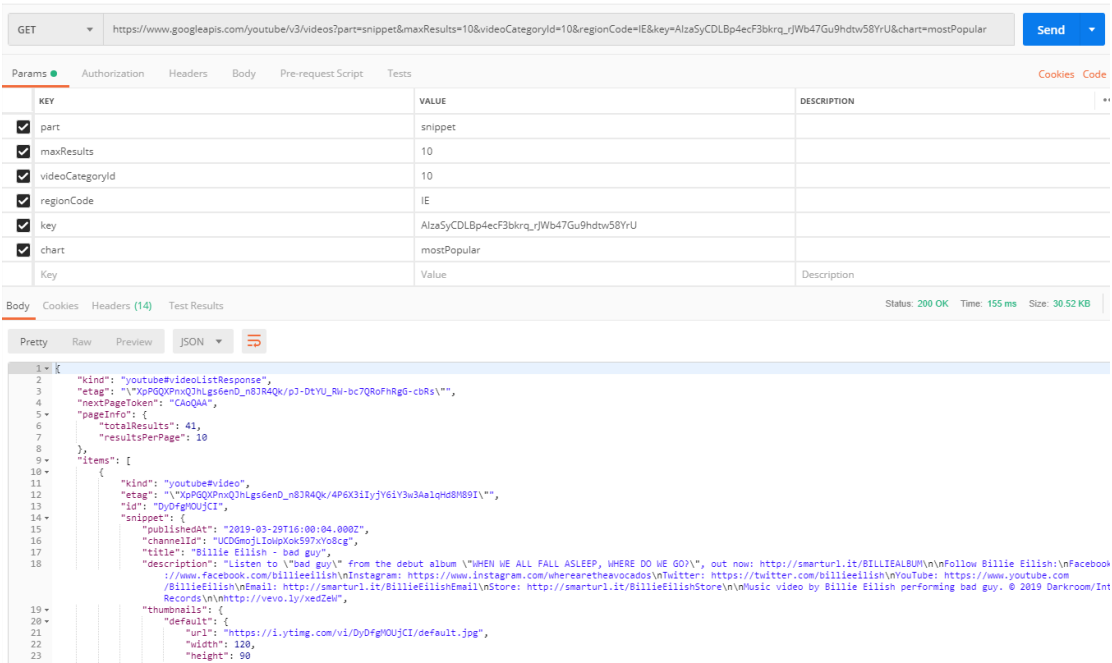 GET https://www.googleapis.com/youtube/v3/videos?part=snippet&maxResults=10&videoCategoryId=10&regionCode=IE&key=AIzaSyCDLBp4ecF3bkrq_rJWb47Gu9hdtw58YrU&chart=mostPopular Send
Params Authorization Headers Body Pre-request Script Tests Cookies Code
KEY VALUE DESCRIPTION
part snippet
maxResults 10
videoCategoryId 10
regionCode IE
key AIzaSyCDLBp4ecF3bkrq_rJWb47Gu9hdtw58YrU
chart mostPopular
Key Value Description
Body Cookies Headers (14) Test Results Status: 200 OK Time: 155 ms Size: 30.52 KB
Pretty Raw Preview JSON
1 {
2 "kind": "youtube#videoListResponse",
3 "etag": "\"XpPGQXPnxQJhLgs6enD_n8JR4Qk/pJ-DtYU_RW-bc7QRoFhRgG-cbRs\"",
4 "nextPageToken": "CAoQAA",
5 "pageInfo": {
6 "totalResults": 41,
7 "resultsPerPage": 10
8 },
9 "items": [
10 {
11 "kind": "youtube#video",
12 "etag": "\"XpPGQXPnxQJhLgs6enD_n8JR4Qk/4P6X3iIyjY6iY3w3AalqHd8M89I\"",
13 "id": "DyDfgMOUjCI",
14 "snippet": {
15 "publishedAt": "2019-03-29T16:00:04.000Z",
16 "channelId": "UCDGmojLIoWpXok597xYo8cg",
17 "title": "Billie Eilish - bad guy",
18 "description": "Listen to \"bad guy\" from the debut album \"WHEN WE ALL FALL ASLEEP, WHERE DO WE GO?\", out now: http://smarturl.it/BILLIEALBUM\n\nFollow Billie Eilish:\nFacebook
://www.facebook.com/billieeilish\nInstagram: https://www.instagram.com/wherearetheavocados\nTwitter: https://twitter.com/billieeilish\nYouTube: https://www.youtube.com
/BillieEilish\nEmail: http://smarturl.it/BillieEilishEmail\nStore: http://smarturl.it/BillieEilishStore\n\nMusic video by Billie Eilish performing bad guy. © 2019 Darkroom/Int
Records\n\nhttp://vevo.ly/xedZeW",
19 "thumbnails": {
20 "default": {
21 "url": "https://i.ytimg.com/vi/DyDfgMOUjCI/default.jpg",
22 "width": 120,
23 "height": 90